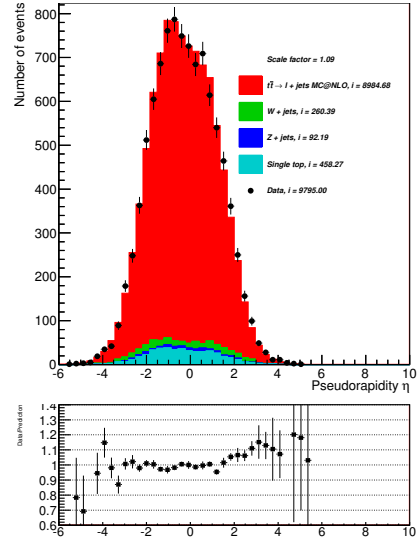 800
700
600
500
400
300
200
100
0
Number of events
Scale factor = 1.09
tt̄ → l + jets MC@NLO, i = 8984.68
W + jets, i = 260.39
Z + jets, i = 92.19
Single top, i = 458.27
Data, i = 9795.00
-6 -4 -2 0 2 4 6 8 10
Pseudorapidity η
Data/Prediction
1.4
1.3
1.2
1.1
1
0.9
0.8
0.7
0.6
-6 -4 -2 0 2 4 6 8 10